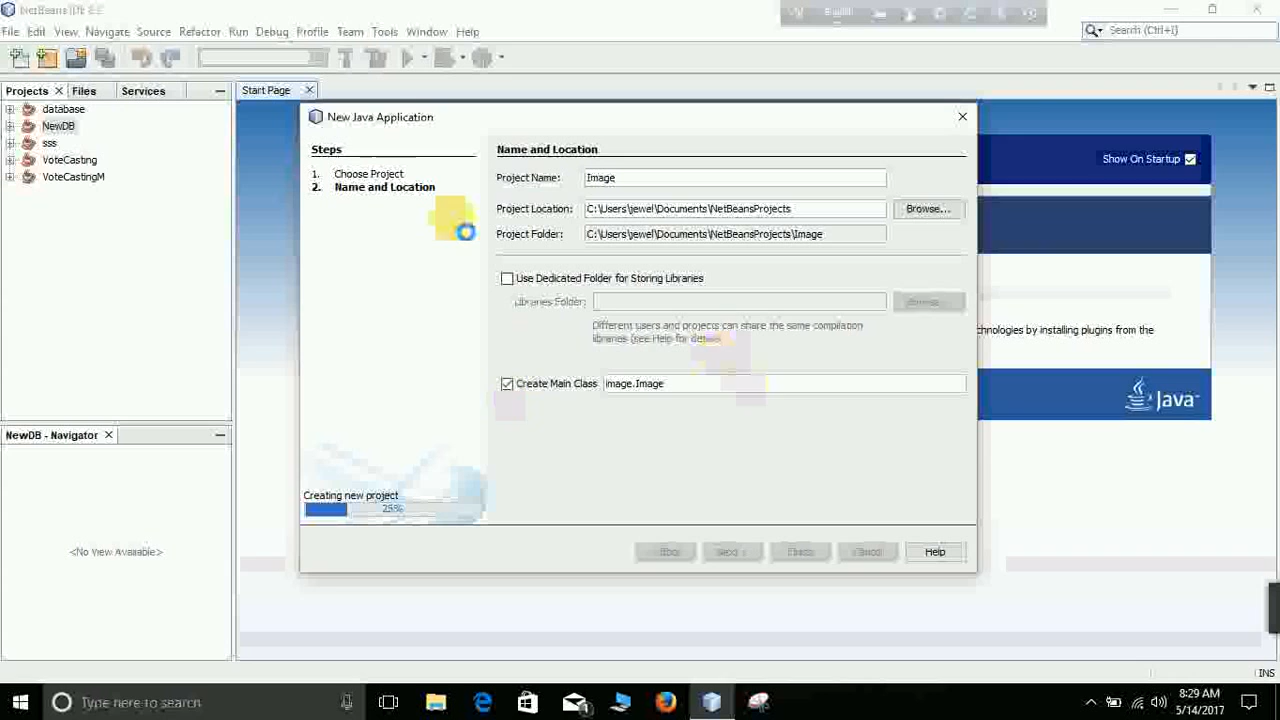 NetBeans IDE
File Edit View Navigate Source Refactor Run Debug Profile Team Tools Window Help
Search (Ctrl+I)
Projects Files Services
Start Page
database
NewDB
sss
VoteCasting
VoteCastingM
New Java Application
Steps
1. Choose Project
2. Name and Location
Name and Location
Project Name: Image
Project Location: C:\Users\jewel\Documents\NetBeansProjects Browse...
Project Folder: C:\Users\jewel\Documents\NetBeansProjects\Image
Use Dedicated Folder for Storing Libraries
Libraries Folder: Browse...
Different users and projects can share the same compilation
libraries (see Help for
Create Main Class image.Image
Creating new project
25%
Help
Show On Startup
chnologies by installing plugins from the
Java
NewDB - Navigator
<No View Available>
INS
Type here to search
8:29 AM
5/14/2017